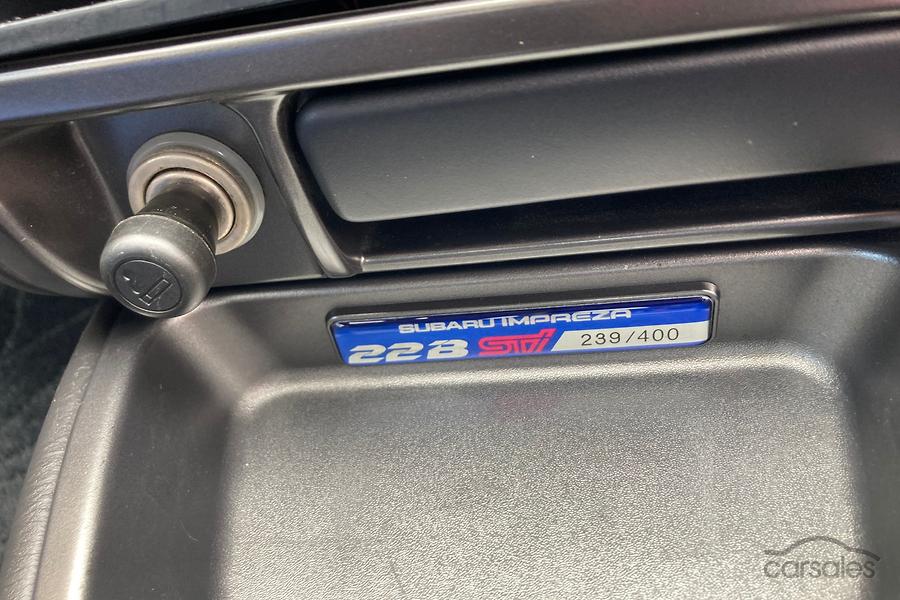 SUBARU IMPREZA
22B STi 239/400
carsales